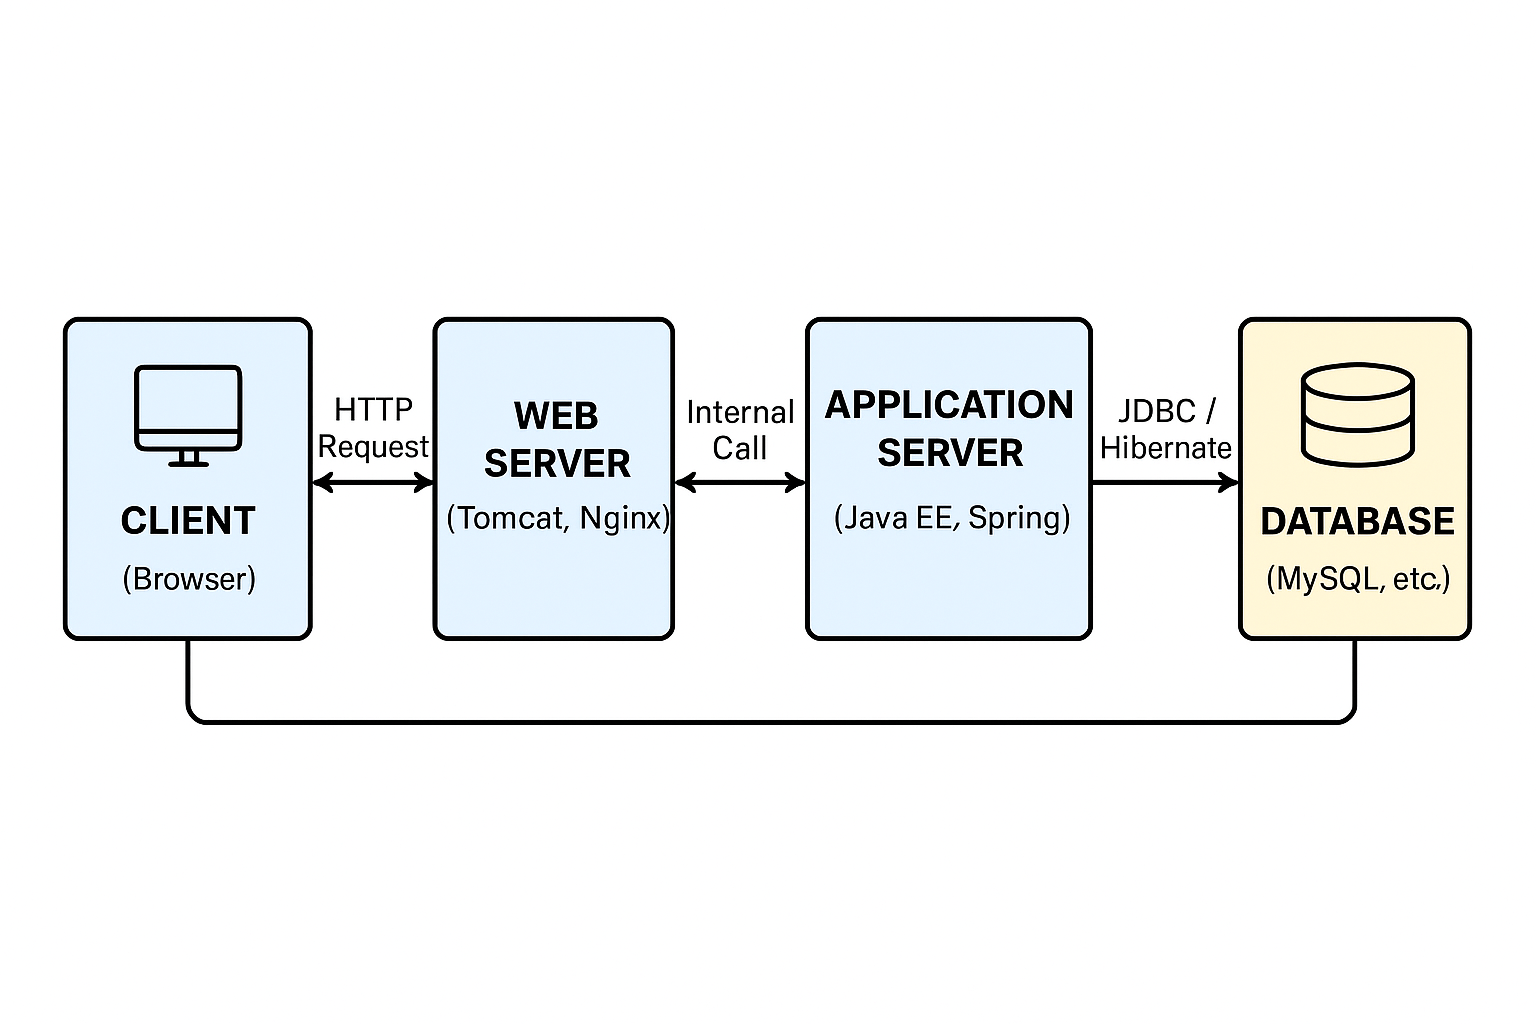 CLIENT
(Browser)
HTTP
Request
WEB
SERVER
(Tomcat, Nginx)
Internal
Call
APPLICATION
SERVER
(Java EE, Spring)
JDBC /
Hibernate
DATABASE
(MySQL, etc.)